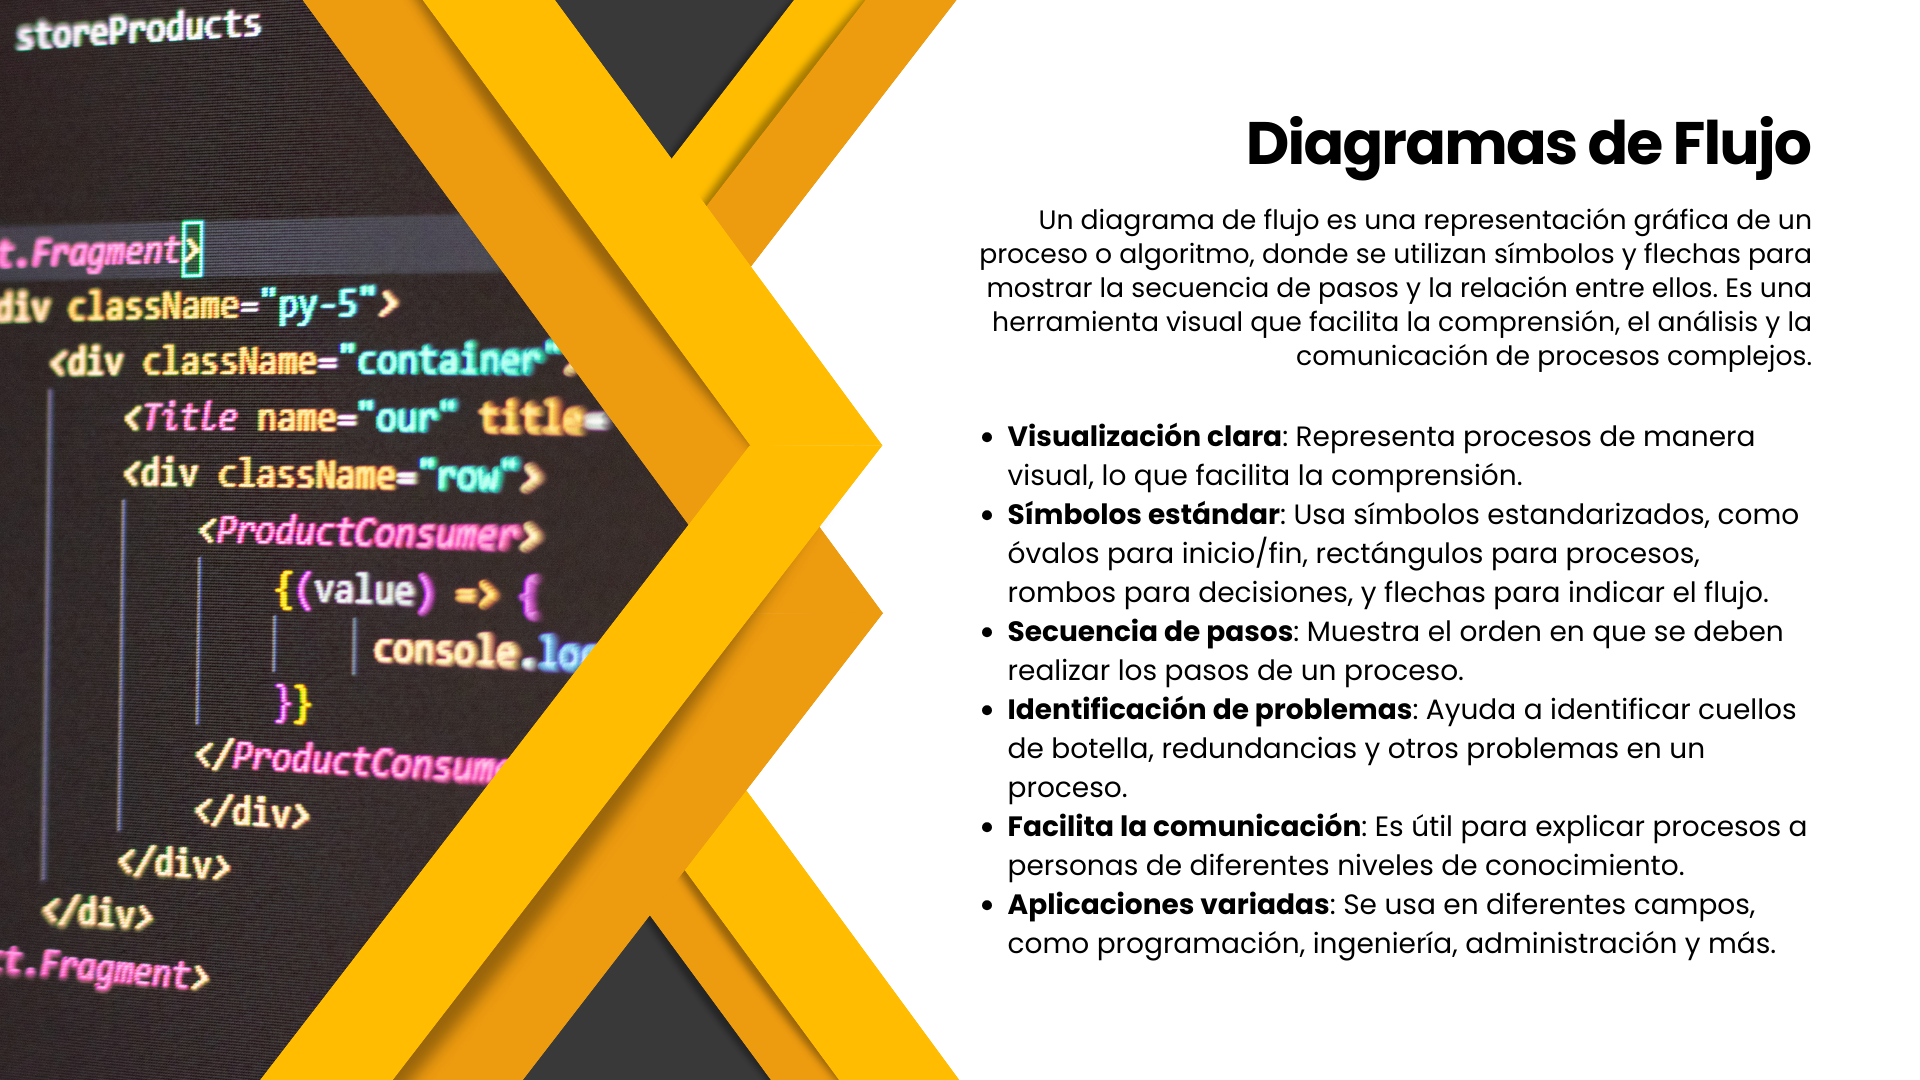 storeProducts
t.Fragment>
div className="py-5">
<div className="container"
<Title name="our" title=
<div className="row">
<ProductConsumer>
{(value) => {
console.log
}}
</ProductConsume
</div>
</div>
</div>
ct.Fragment>
Diagramas de Flujo
Un diagrama de flujo es una representación gráfica de un
proceso o algoritmo, donde se utilizan símbolos y flechas para
mostrar la secuencia de pasos y la relación entre ellos. Es una
herramienta visual que facilita la comprensión, el análisis y la
comunicación de procesos complejos.
• Visualización clara: Representa procesos de manera
visual, lo que facilita la comprensión.
• Símbolos estándar: Usa símbolos estandarizados, como
óvalos para inicio/fin, rectángulos para procesos,
rombos para decisiones, y flechas para indicar el flujo.
• Secuencia de pasos: Muestra el orden en que se deben
realizar los pasos de un proceso.
• Identificación de problemas: Ayuda a identificar cuellos
de botella, redundancias y otros problemas en un
proceso.
• Facilita la comunicación: Es útil para explicar procesos a
personas de diferentes niveles de conocimiento.
• Aplicaciones variadas: Se usa en diferentes campos,
como programación, ingeniería, administración y más.